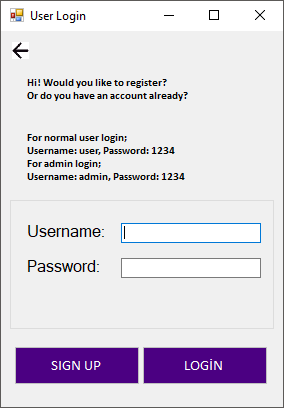 User Login
Hi! Would you like to register?
Or do you have an account already?
For normal user login;
Username: user, Password: 1234
For admin login;
Username: admin, Password: 1234
Username:
Password:
SIGN UP
LOGİN